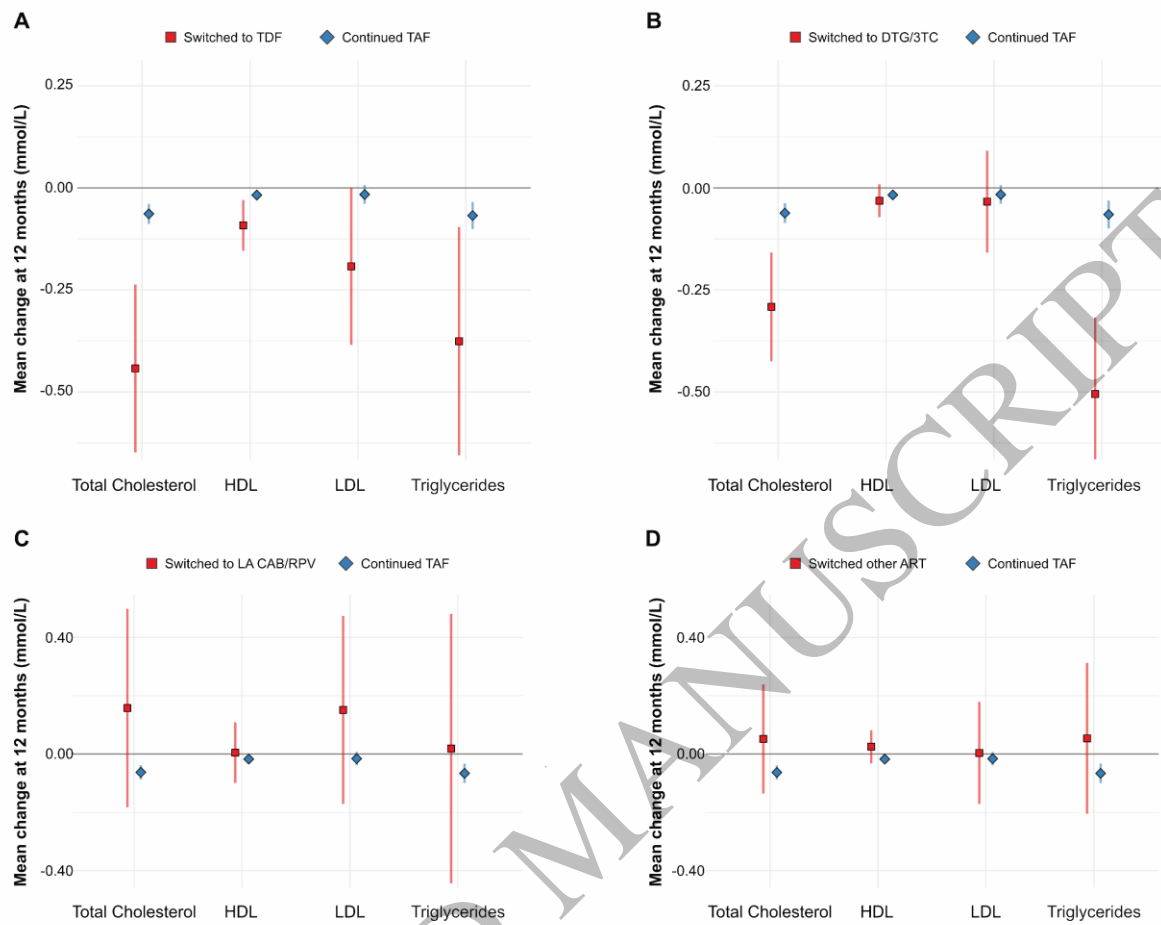 A
Switched to TDF
Continued TAF
Mean change at 12 months (mmol/L)
0.25
0.00
-0.25
-0.50
Total Cholesterol
HDL
LDL
Triglycerides
B
Switched to DTG/3TC
Continued TAF
Mean change at 12 months (mmol/L)
0.25
0.00
-0.25
-0.50
Total Cholesterol
HDL
LDL
Triglycerides
C
Switched to LA CAB/RPV
Continued TAF
Mean change at 12 months (mmol/L)
0.40
0.00
-0.40
Total Cholesterol
HDL
LDL
Triglycerides
D
Switched other ART
Continued TAF
Mean change at 12 months (mmol/L)
0.40
0.00
-0.40
Total Cholesterol
HDL
LDL
Triglycerides
MANUSCRIPT